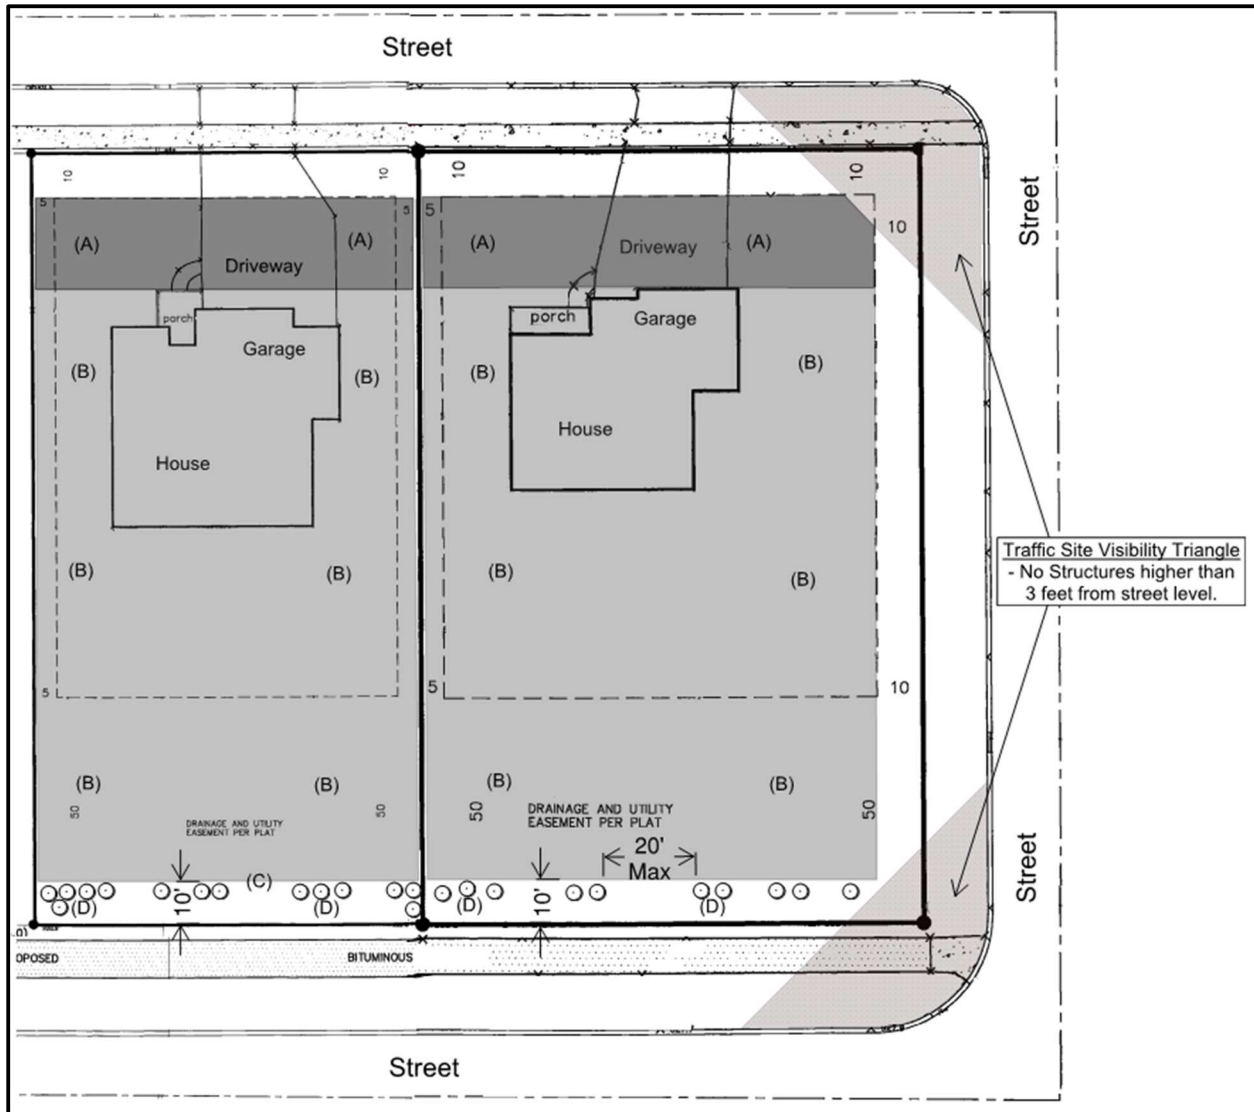 Street
10
10
10
10
5
5
5
10
(A)
(A)
(A)
Driveway
(A)
Driveway
Street
porch
porch
Garage
Garage
(B)
(B)
(B)
(B)
House
House
Traffic Site Visibility Triangle
- No Structures higher than
3 feet from street level.
(B)
(B)
(B)
(B)
5
5
10
(B)
(B)
(B)
(B)
50
50
50
50
DRAINAGE AND UTILITY
EASEMENT PER PLAT
DRAINAGE AND UTILITY
EASEMENT PER PLAT
20'
Max
Street
(C)
10'
10'
(D)
(D)
(D)
(D)
OPOSED
BITUMINOUS
Street